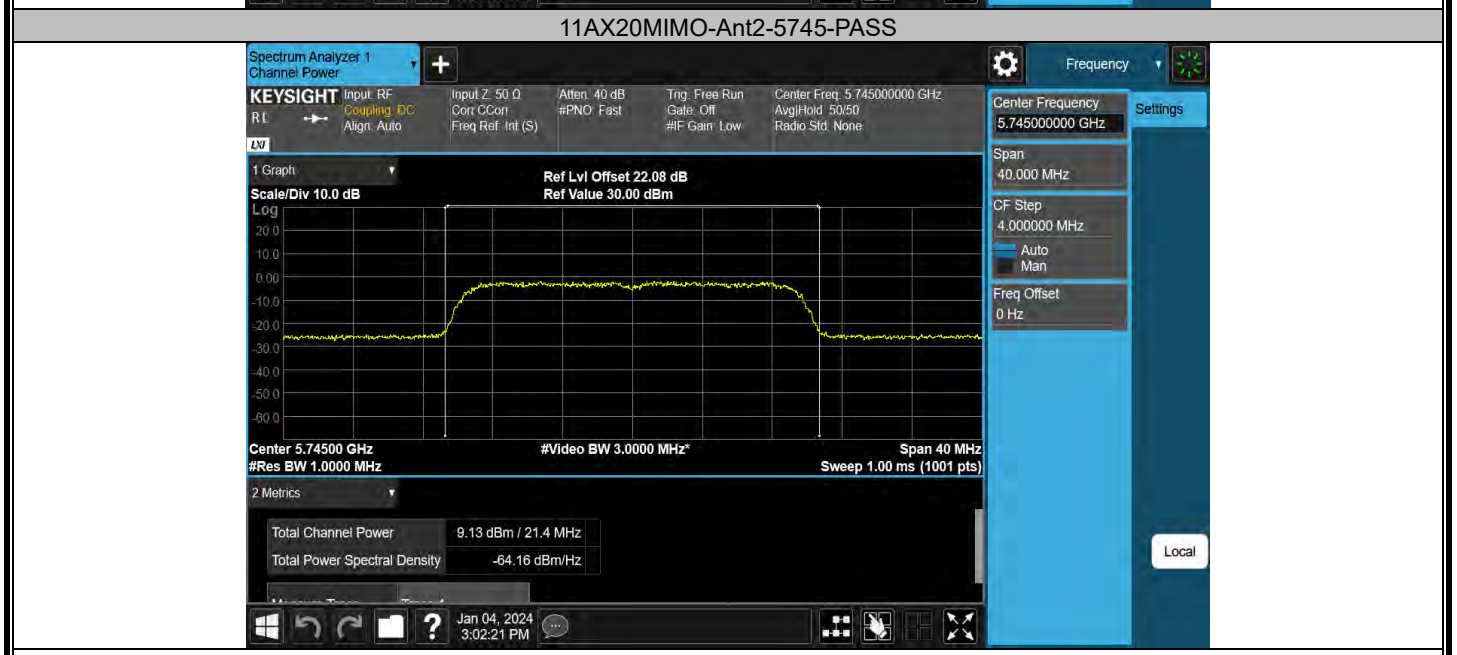 11AX20MIMO-Ant2-5745-PASS
Spectrum Analyzer 1
Channel Power
+
Frequency
KEYSIGHT
RL
LXI
Input: RF
Coupling: DC
Align: Auto
Input Z: 50 Ω
Corr CCorr
Freq Ref: Int (S)
Atten: 40 dB
#PNO: Fast
Trig: Free Run
Gate: Off
#IF Gain: Low
Center Freq: 5.745000000 GHz
Avg|Hold: 50/50
Radio Std: None
Center Frequency
5.745000000 GHz
Settings
Span
40.000 MHz
CF Step
4.000000 MHz
Auto
Man
Freq Offset
0 Hz
Local
1 Graph
Scale/Div 10.0 dB
Ref Lvl Offset 22.08 dB
Ref Value 30.00 dBm
Log
20.0
10.0
0.00
-10.0
-20.0
-30.0
-40.0
-50.0
-60.0
Center 5.74500 GHz
#Video BW 3.0000 MHz*
Span 40 MHz
#Res BW 1.0000 MHz
Sweep 1.00 ms (1001 pts)
2 Metrics
Total Channel Power 9.13 dBm / 21.4 MHz
Total Power Spectral Density -64.16 dBm/Hz
?
Jan 04, 2024
3:02:21 PM